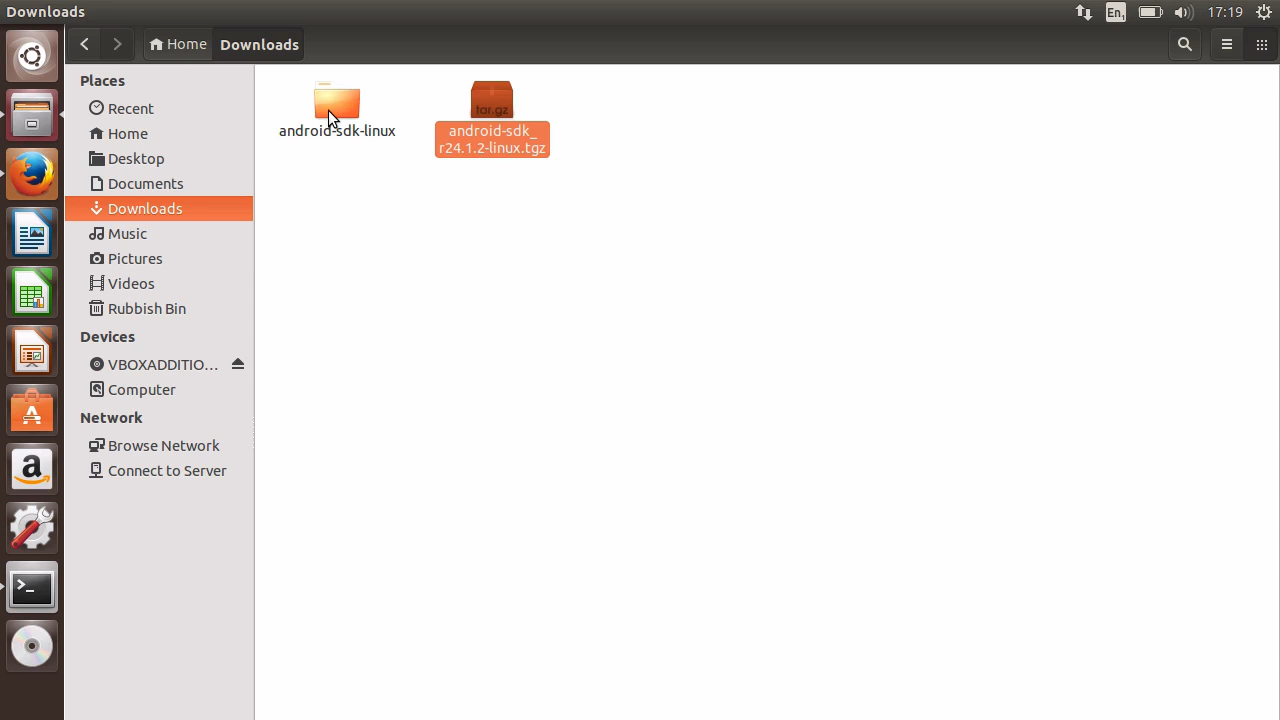 Downloads
En1
17:19
Home
Downloads
Places
Recent
Home
Desktop
Documents
Downloads
Music
Pictures
Videos
Rubbish Bin
Devices
VBOXADDITIO...
Computer
Network
Browse Network
Connect to Server
android-sdk-linux
tar.gz
android-sdk_
r24.1.2-linux.tgz